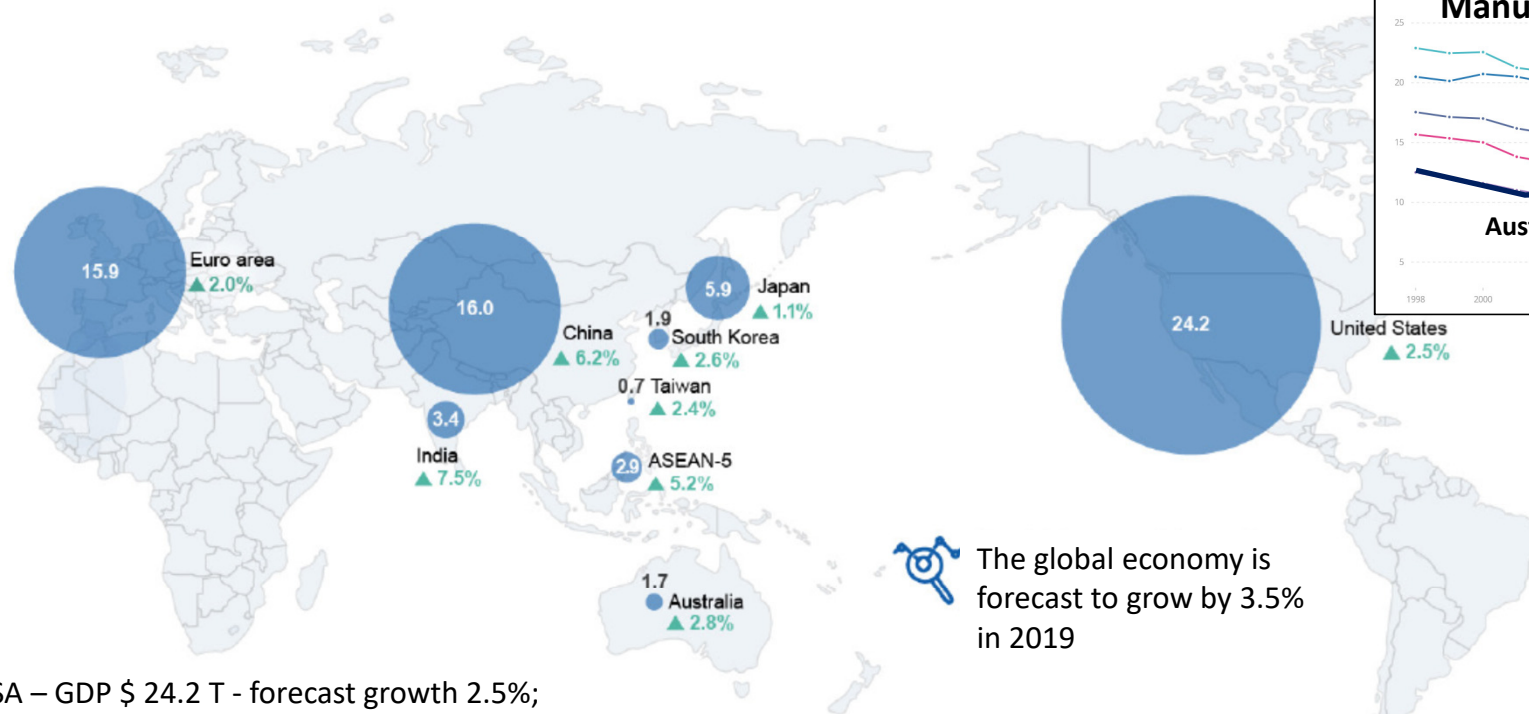 Manu
25
20
15
10
5
Aust
1998
2000
15.9
Euro area
▲ 2.0%
16.0
China
▲ 6.2%
5.9
Japan
▲ 1.1%
1.9
South Korea
▲ 2.6%
0.7 Taiwan
▲ 2.4%
3.4
India
▲ 7.5%
2.9
ASEAN-5
▲ 5.2%
24.2
United States
▲ 2.5%
1.7
Australia
▲ 2.8%
The global economy is
forecast to grow by 3.5%
in 2019
SA – GDP $ 24.2 T - forecast growth 2.5%;